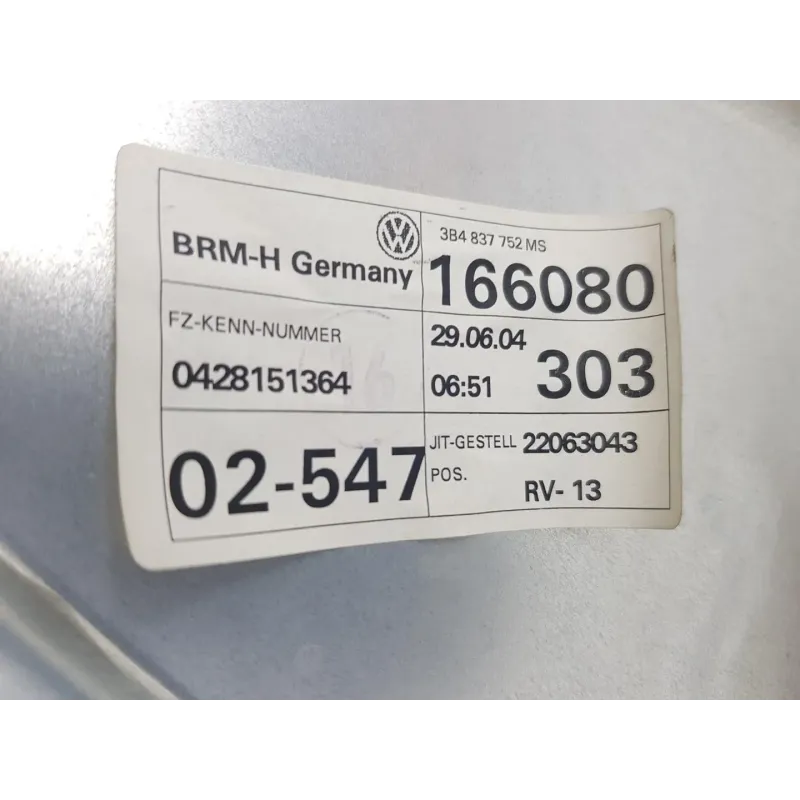 BRM-H Germany
3B4 837 752 MS
166080
FZ-KENN-NUMMER
0428151364
29.06.04
06:51
303
02-547
JIT-GESTELL 22063043
POS.
RV- 13